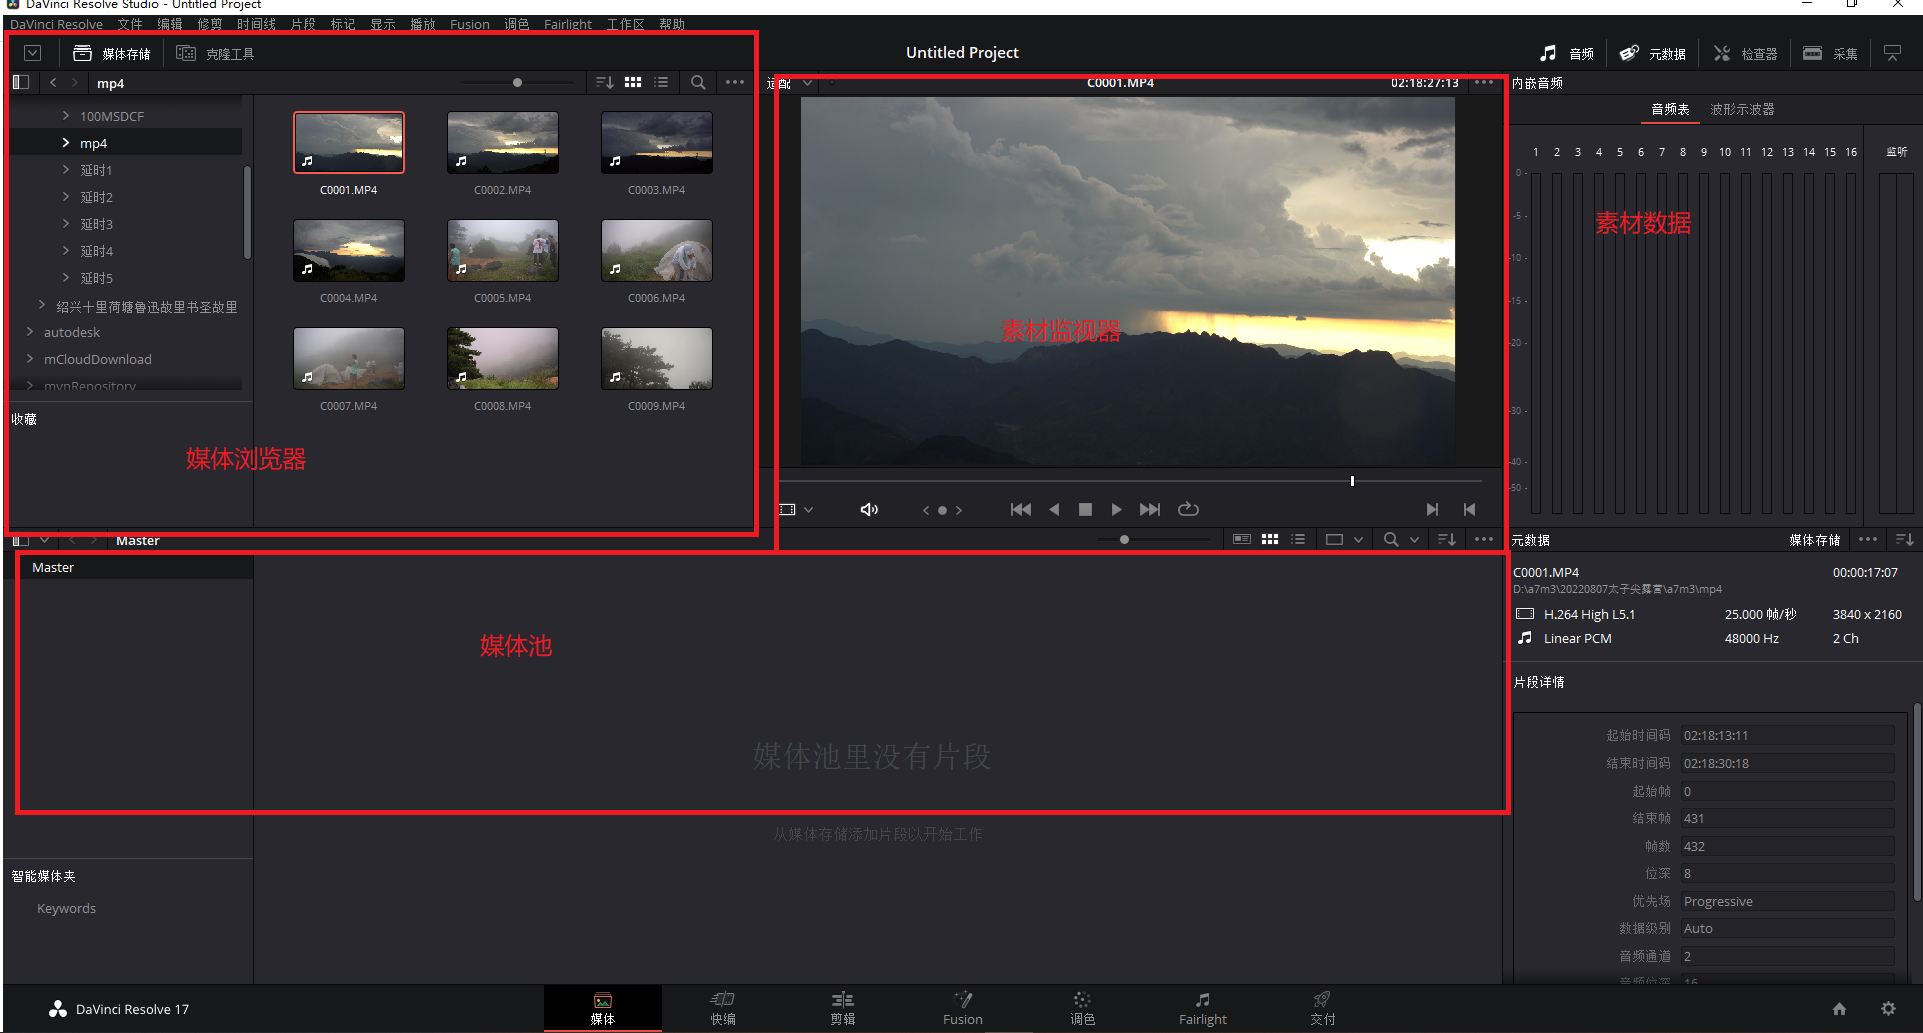 DaVinci Resolve Studio - Untitled Project
DaVinci Resolve 文件 编辑 修剪 时间线 片段 标记 显示 播放 Fusion 调色 Fairlight 工作区 帮助
媒体存储 克隆工具
Untitled Project
音频 元数据 检查器 采集
mp4
适配
C0001.MP4
02:18:27:13
内嵌音频
音频表 波形示波器
100MSDCF
mp4
延时1
延时2
延时3
延时4
延时5
绍兴十里荷塘鲁迅故里书圣故里
autodesk
mCloudDownload
mvnRepository
收藏
C0001.MP4 C0002.MP4 C0003.MP4
C0004.MP4 C0005.MP4 C0006.MP4
C0007.MP4 C0008.MP4 C0009.MP4
媒体浏览器
素材监视器
1 2 3 4 5 6 7 8 9 10 11 12 13 14 15 16 监听
0 -
-5 -
-10 -
-15 -
-20 -
-30 -
-40 -
-50 -
素材数据
Master
Master
媒体池
媒体池里没有片段
从媒体存储添加片段以开始工作
智能媒体夹
Keywords
元数据
媒体存储
C0001.MP4 00:00:17:07
D:\a7m3\20220807太子尖露营\a7m3\mp4
H.264 High L5.1 25.000 帧/秒 3840 x 2160
Linear PCM 48000 Hz 2 Ch
片段详情
起始时间码 02:18:13:11
结束时间码 02:18:30:18
起始帧 0
结束帧 431
帧数 432
位深 8
优先场 Progressive
数据级别 Auto
音频通道 2
音频位深 16
DaVinci Resolve 17
媒体 快编 剪辑 Fusion 调色 Fairlight 交付